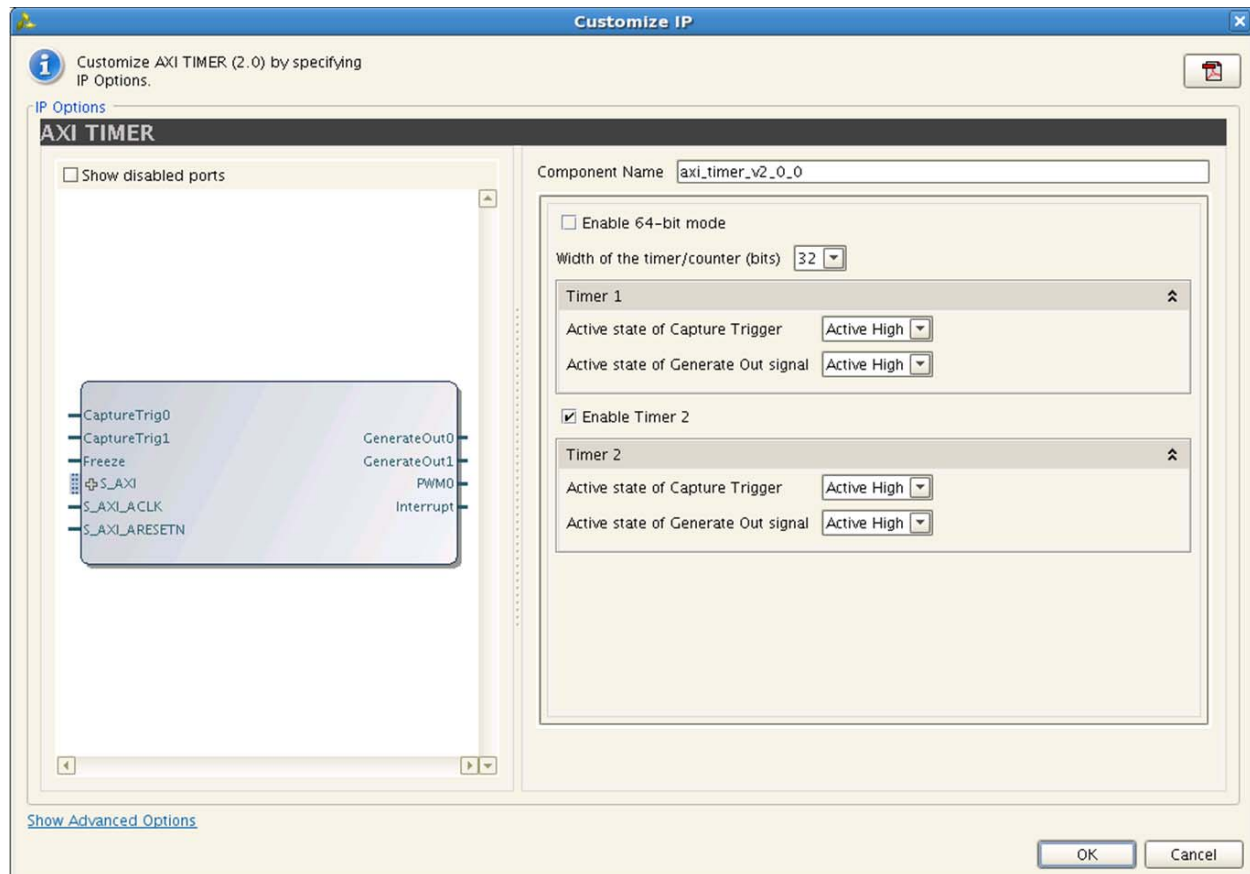 Customize IP
Customize AXI TIMER (2.0) by specifying
IP Options.
IP Options
AXI TIMER
Show disabled ports
CaptureTrig0
CaptureTrig1
Freeze
S_AXI
S_AXI_ACLK
S_AXI_ARESETN
GenerateOut0
GenerateOut1
PWM0
Interrupt
Component Name axi_timer_v2_0_0
Enable 64-bit mode
Width of the timer/counter (bits) 32
Timer 1
Active state of Capture Trigger Active High
Active state of Generate Out signal Active High
Enable Timer 2
Timer 2
Active state of Capture Trigger Active High
Active state of Generate Out signal Active High
Show Advanced Options
OK Cancel